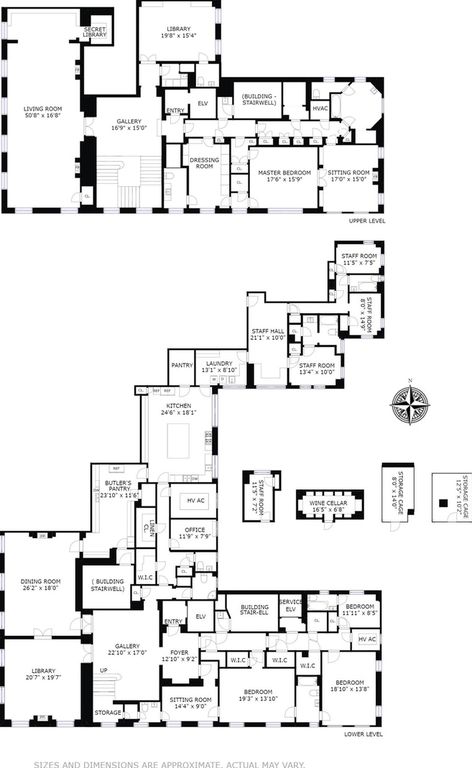 LIBRARY
19'8" x 15'4"
SECRET
LIBRARY
LIVING ROOM
50'8" x 16'8"
GALLERY
16'9" x 15'0"
ENTRY
ELV
(BUILDING -
STAIRWELL)
HVAC
DRESSING
ROOM
MASTER BEDROOM
17'6" x 15'9"
SITTING ROOM
17'0" x 15'0"
UPPER LEVEL
STAFF ROOM
11'5" x 7'5"
STAFF ROOM
8'0" x 14'9"
STAFF HALL
21'1" x 10'0"
PANTRY
LAUNDRY
13'1" x 8'10"
STAFF ROOM
13'4" x 10'0"
KITCHEN
24'6" x 18'1"
N
BUTLER'S
PANTRY
23'10" x 11'6"
HV AC
STAFF ROOM
11'5" x 7'2"
WINE CELLAR
16'5" x 6'8"
STORAGE CAGE
8'0" x 14'0"
STORAGE CAGE
12'2" x 10'2"
LINEN
CL
OFFICE
11'9" x 7'9"
DINING ROOM
26'2" x 18'0"
( BUILDING
STAIRWELL)
W.I.C
ENTRY
ELV
BUILDING
STAIR-ELL
SERVICE
ELV
BEDROOM
11'11" x 8'5"
HV AC
LIBRARY
20'7" x 19'7"
GALLERY
22'10" x 17'0"
UP
FOYER
12'10" x 9'2"
W.I.C
W.I.C
W.I.C
SITTING ROOM
14'4" x 9'0"
BEDROOM
19'3" x 13'10"
BEDROOM
18'10" x 13'8"
STORAGE
LOWER LEVEL
SIZES AND DIMENSIONS ARE APPROXIMATE, ACTUAL MAY VARY.